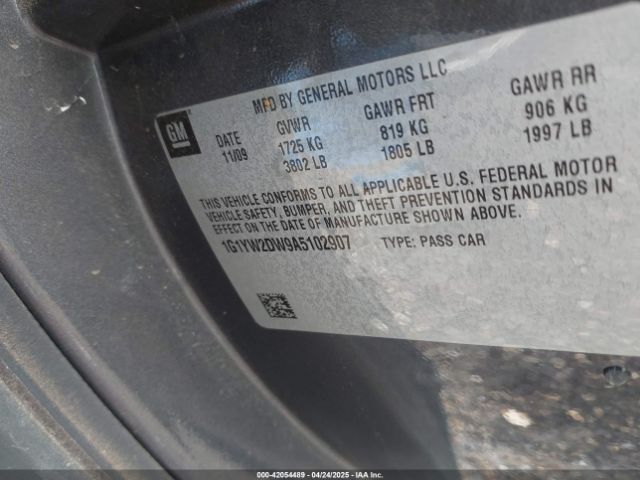 MFD BY GENERAL MOTORS LLC
GM
DATE GVWR GAWR FRT GAWR RR
11/09 1725 KG 819 KG 906 KG
3802 LB 1805 LB 1997 LB
THIS VEHICLE CONFORMS TO ALL APPLICABLE U.S. FEDERAL MOTOR
VEHICLE SAFETY, BUMPER, AND THEFT PREVENTION STANDARDS IN
EFFECT ON THE DATE OF MANUFACTURE SHOWN ABOVE.
1G1YW2DW9A5102907 TYPE: PASS CAR
000-42054489 - 04/24/2025 - IAAI.COM